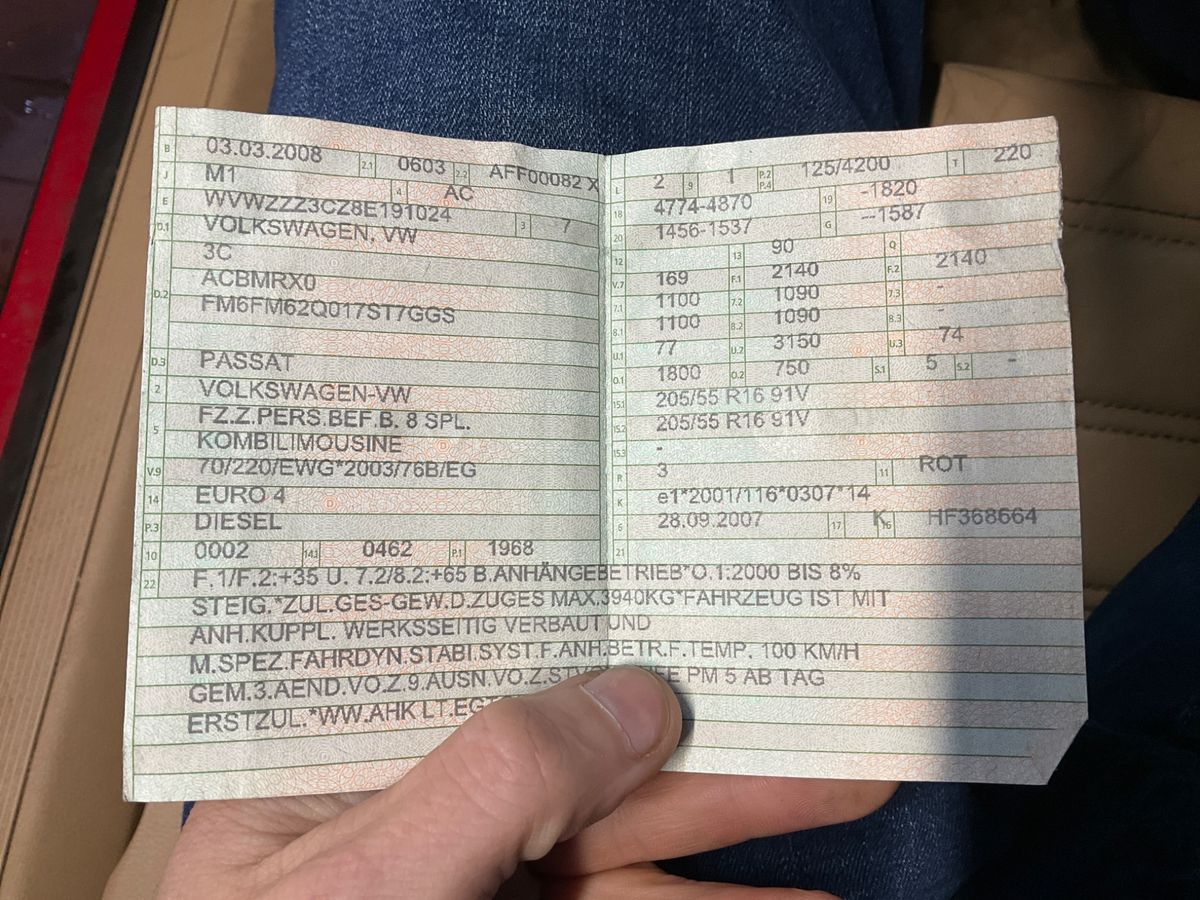 B 03.03.2008 2.1 0603 2.2 AFF00082 X
J M1 4 AC
E WVWZZZ3CZ8E191024 3 7
D.1 VOLKSWAGEN, VW
3C
D.2 ACBMRX0
FM6FM62Q017ST7GGS
D.3 PASSAT
2 VOLKSWAGEN-VW
5 FZ.Z.PERS.BEF.B. 8 SPL.
KOMBILIMOUSINE
V.9 70/220/EWG*2003/76B/EG
14 EURO 4
P.3 DIESEL
10 0002 14.1 0462 P.1 1968
L 2 9 1 P.2 P.4 125/4200 T 220
18 4774-4870 19 -1820
20 1456-1537 G --1587
12 13 90 Q
V.7 169 F.1 2140 F.2 2140
7.1 1100 7.2 1090 7.3 -
8.1 1100 8.2 1090 8.3 -
U.1 77 U.2 3150 U.3 74
O.1 1800 O.2 750 S.1 5 S.2 -
15.1 205/55 R16 91V
15.2 205/55 R16 91V
15.3 -
R 3 11 ROT
K e1*2001/116*0307*14
6 28.09.2007 17 K 16 HF368664
21
22 F.1/F.2:+35 U. 7.2/8.2:+65 B.ANHÄNGEBETRIEB*O.1:2000 BIS 8%
STEIG.*ZUL.GES-GEW.D.ZUGES MAX.3940KG*FAHRZEUG IST MIT
ANH.KUPPL. WERKSSEITIG VERBAUT UND
M.SPEZ.FAHRDYN.STABI.SYST.F.ANH.BETR.F.TEMP. 100 KM/H
GEM.3.AEND.VO.Z.9.AUSN.VO.Z. PM 5 AB TAG
ERSTZUL.*WW.AHK LT.